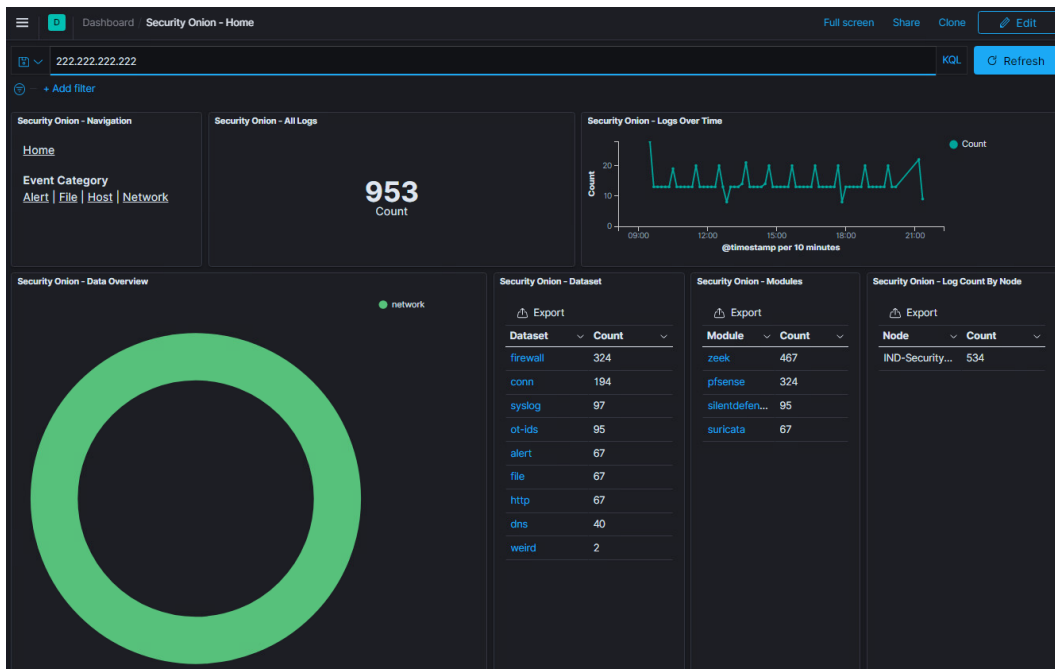 D Dashboard / Security Onion - Home Full screen Share Clone Edit
222.222.222.222 KQL Refresh
+ Add filter
Security Onion - Navigation
Home
Event Category
Alert | File | Host | Network
Security Onion - All Logs
953
Count
Security Onion - Logs Over Time
Count
20
10
0
Count
09:00 12:00 15:00 18:00 21:00
@timestamp per 10 minutes
Security Onion - Data Overview
network
Security Onion - Dataset
Export
Dataset Count
firewall 324
conn 194
syslog 97
ot-ids 95
alert 67
file 67
http 67
dns 40
weird 2
Security Onion - Modules
Export
Module Count
zeek 467
pfsense 324
silentdefen... 95
suricata 67
Security Onion - Log Count By Node
Export
Node Count
IND-Security... 534